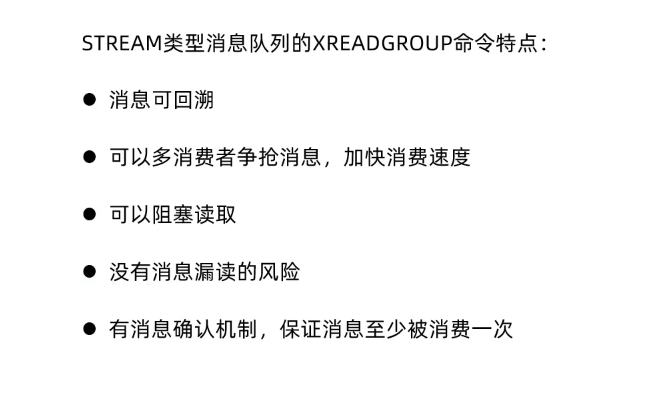 STREAM类型消息队列的XREADGROUP命令特点：
● 消息可回溯
● 可以多消费者争抢消息，加快消费速度
● 可以阻塞读取
● 没有消息漏读的风险
● 有消息确认机制，保证消息至少被消费一次